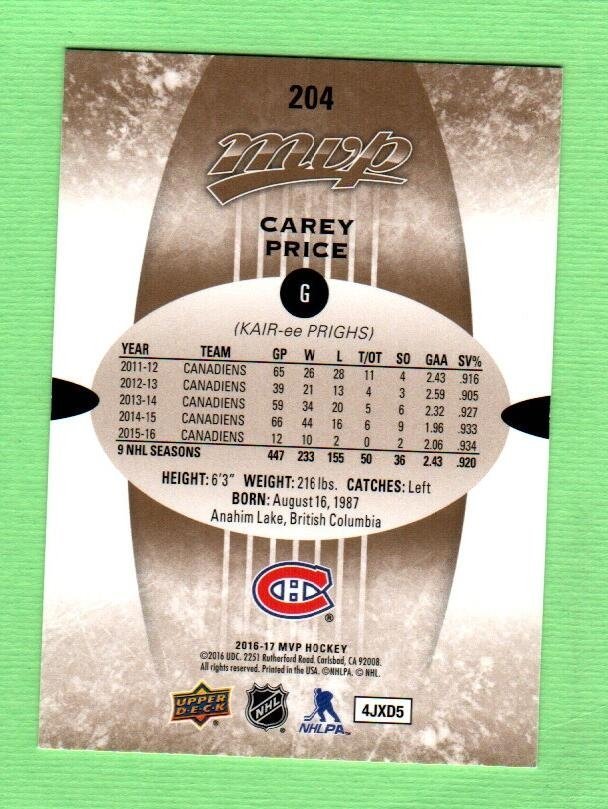 204
mvp
CAREY
PRICE
G
(KAIR-ee PRIGHS)
YEAR TEAM GP W L T/OT SO GAA SV%
2011-12 CANADIENS 65 26 28 11 4 2.43 .916
2012-13 CANADIENS 39 21 13 4 3 2.59 .905
2013-14 CANADIENS 59 34 20 5 6 2.32 .927
2014-15 CANADIENS 66 44 16 6 9 1.96 .933
2015-16 CANADIENS 12 10 2 0 2 2.06 .934
9 NHL SEASONS 447 233 155 50 36 2.43 .920
HEIGHT: 6'3" WEIGHT: 216 lbs. CATCHES: Left
BORN: August 16, 1987
Anahim Lake, British Columbia
CH ®
2016-17 MVP HOCKEY
©2016 UDC. 2251 Rutherford Road. Carlsbad, CA 92008.
All rights reserved. Printed in the USA. ©NHLPA. © NHL.
UPPER DECK NHL NHLPA 4JXD5